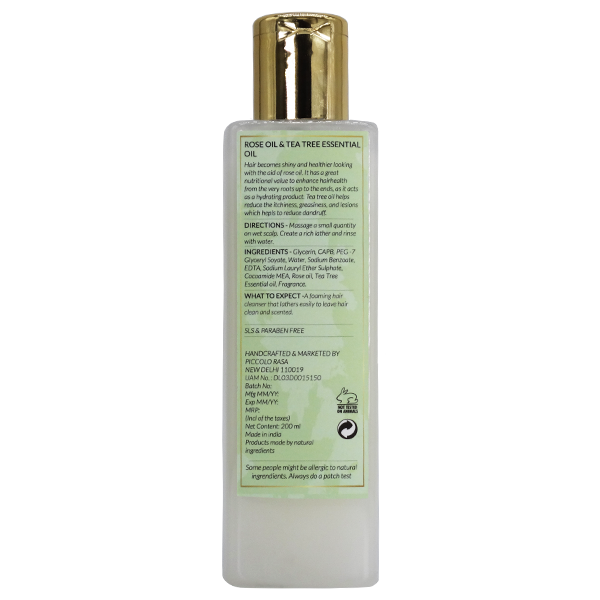 ROSE OIL & TEA TREE ESSENTIAL
OIL
Hair becomes shiny and healthier looking
with the aid of rose oil. It has a great
nutritional value to enhance hairhealth
from the very roots up to the ends, as it acts
as a hydrating product. Tea tree oil helps
reduce the itchiness, greasiness, and lesions
which hepls to reduce dandruff.
DIRECTIONS - Massage a small quantity
on wet scalp. Create a rich lather and rinse
with water.
INGREDIENTS - Glycerin, CAPB, PEG -7
Glyceryl Soyate, Water, Sodium Benzoate,
EDTA, Sodium Lauryl Ether Sulphate,
Cocoamide MEA, Rose oil, Tea Tree
Essential oil, Fragrance.
WHAT TO EXPECT -A foaming hair
cleanser that lathers easily to leave hair
clean and scented.
SLS & PARABEN FREE
HANDCRAFTED & MARKETED BY
PICCOLO RASA
NEW DELHI 110019
UAM No. : DL03D0015150
Batch No:
Mfg MM/YY:
Exp MM/YY:
MRP:
(Incl of the taxes)
Net Content: 200 ml
Made in india
Products made by natural
ingredients
NOT TESTED
ON ANIMALS
Some people might be allergic to natural
ingredients. Always do a patch test